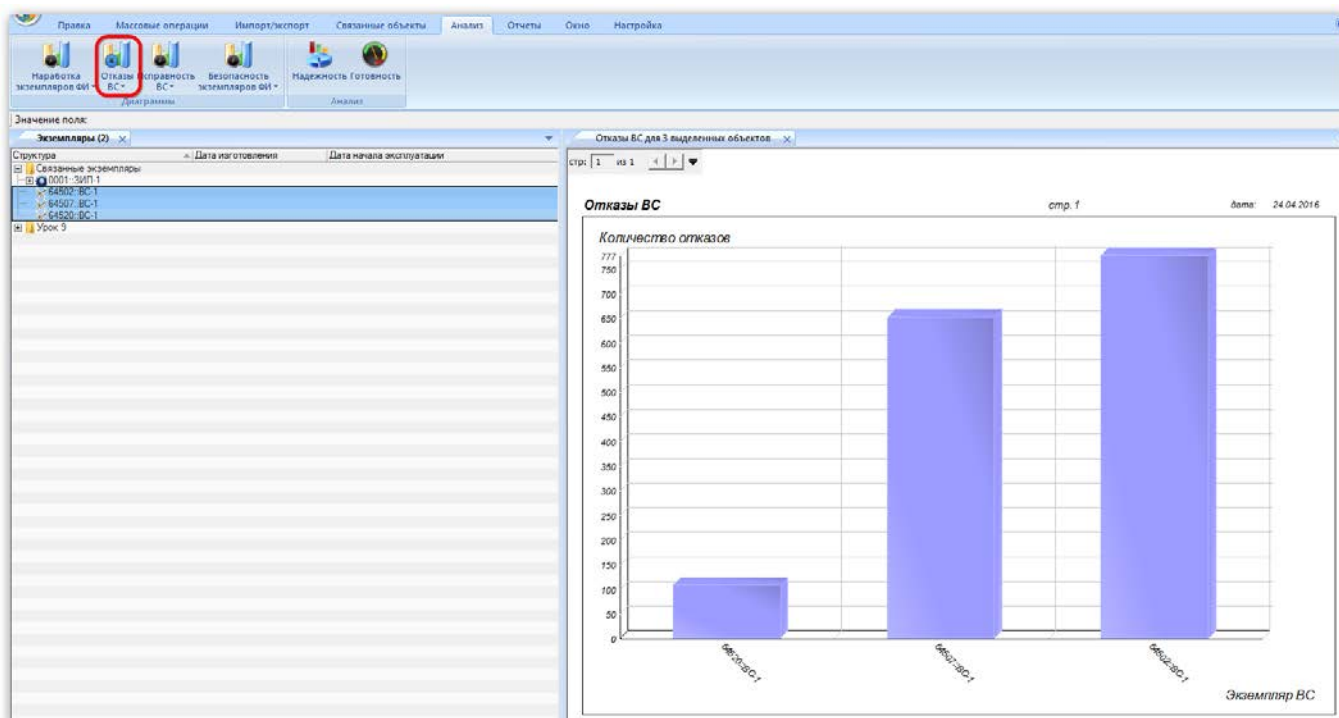 Правка Массовые операции Импорт/экспорт Связанные объекты Анализ Отчеты Окно Настройка
Наработка Отказы Исправность Безопасность Надежность Готовность
экземпляров ФИ ВС ВС экземпляров ФИ
Диаграммы Анализ
Значение поля:
Экземпляры (2) Отказы ВС для 3 выделенных объектов
Структура Дата изготовления Дата начала эксплуатации
стр: 1 из 1
Связанные экземпляры
0001::ЗИП-1
64502::ВС-1
64507::ВС-1
64520::ВС-1
Урок 9
Отказы ВС стр. 1 дата: 24.04.2016
Количество отказов
777
750
700
650
600
550
500
450
400
350
300
250
200
150
100
50
0
64520::ВС-1 64507::ВС-1 64502::ВС-1
Экземпляр ВС